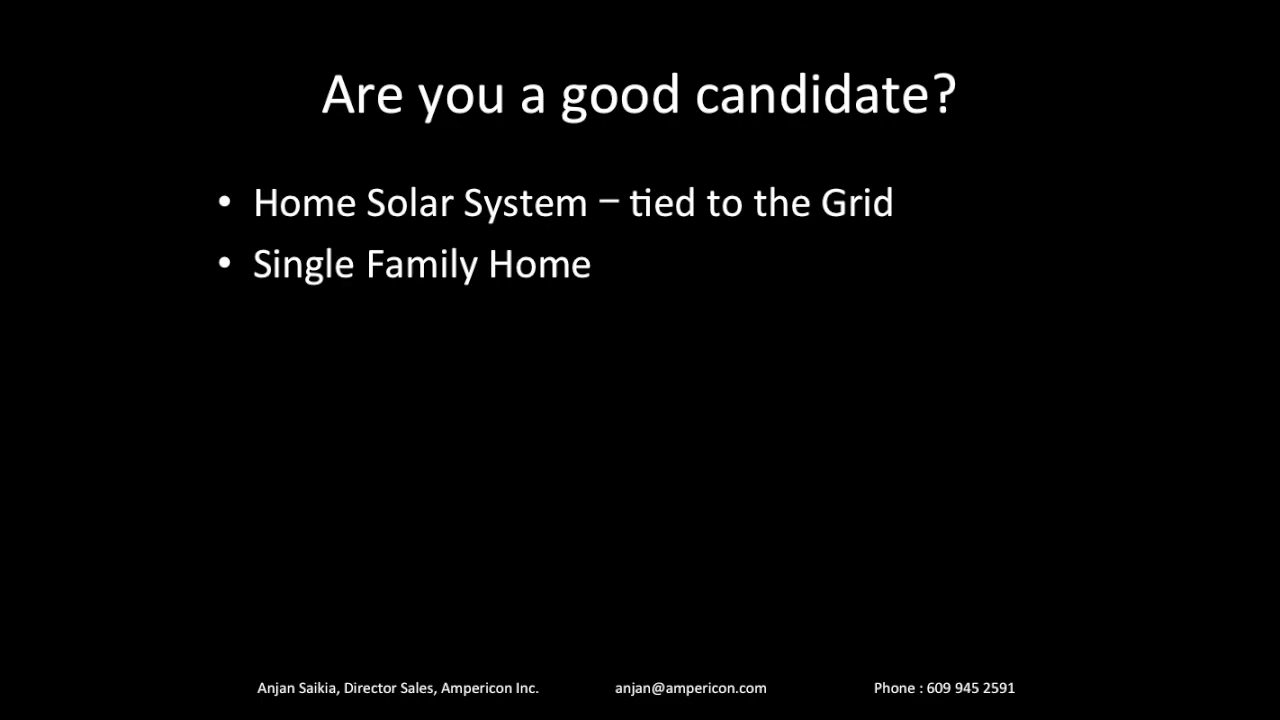 Are you a good candidate?
• Home Solar System – tied to the Grid
• Single Family Home
Anjan Saikia, Director Sales, Ampericon Inc. anjan@ampericon.com Phone : 609 945 2591